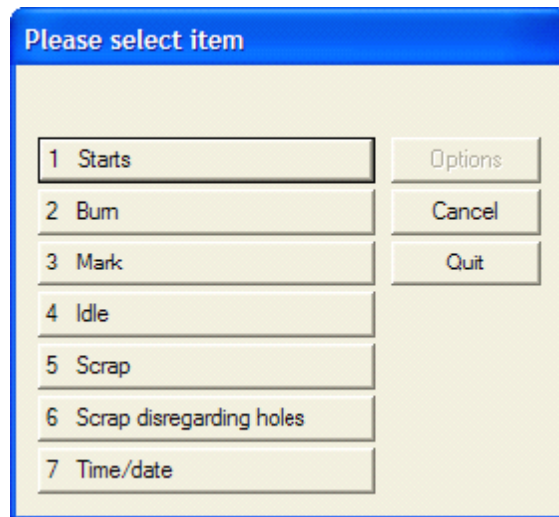 Please select item
1 Starts
Options
2 Burn
Cancel
3 Mark
Quit
4 Idle
5 Scrap
6 Scrap disregarding holes
7 Time/date